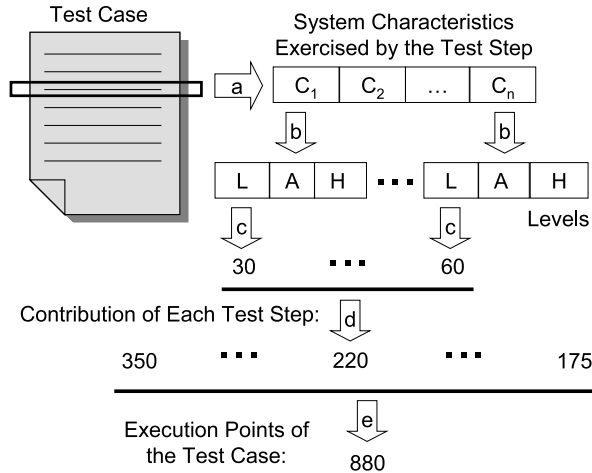 Test Case
System Characteristics
Exercised by the Test Step
a
C1 C2 ... Cn
b b
L A H ... L A H
Levels
c c
30 ... 60
Contribution of Each Test Step: d
350 ... 220 ... 175
e
Execution Points of
the Test Case: 880